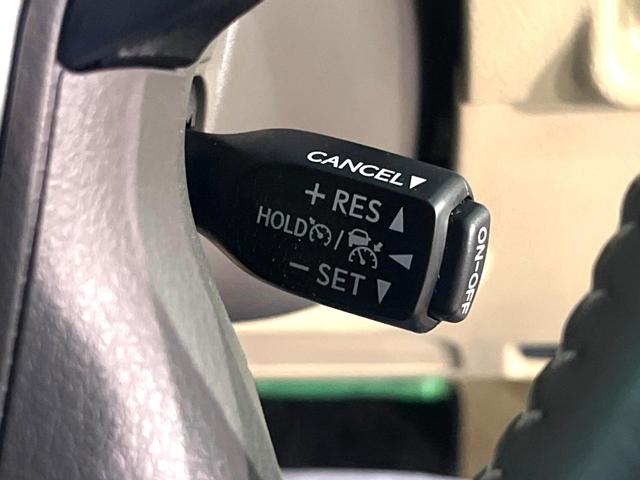 CANCEL▼
+ RES ▲
HOLD / ◀
− SET ▼
ON-OFF